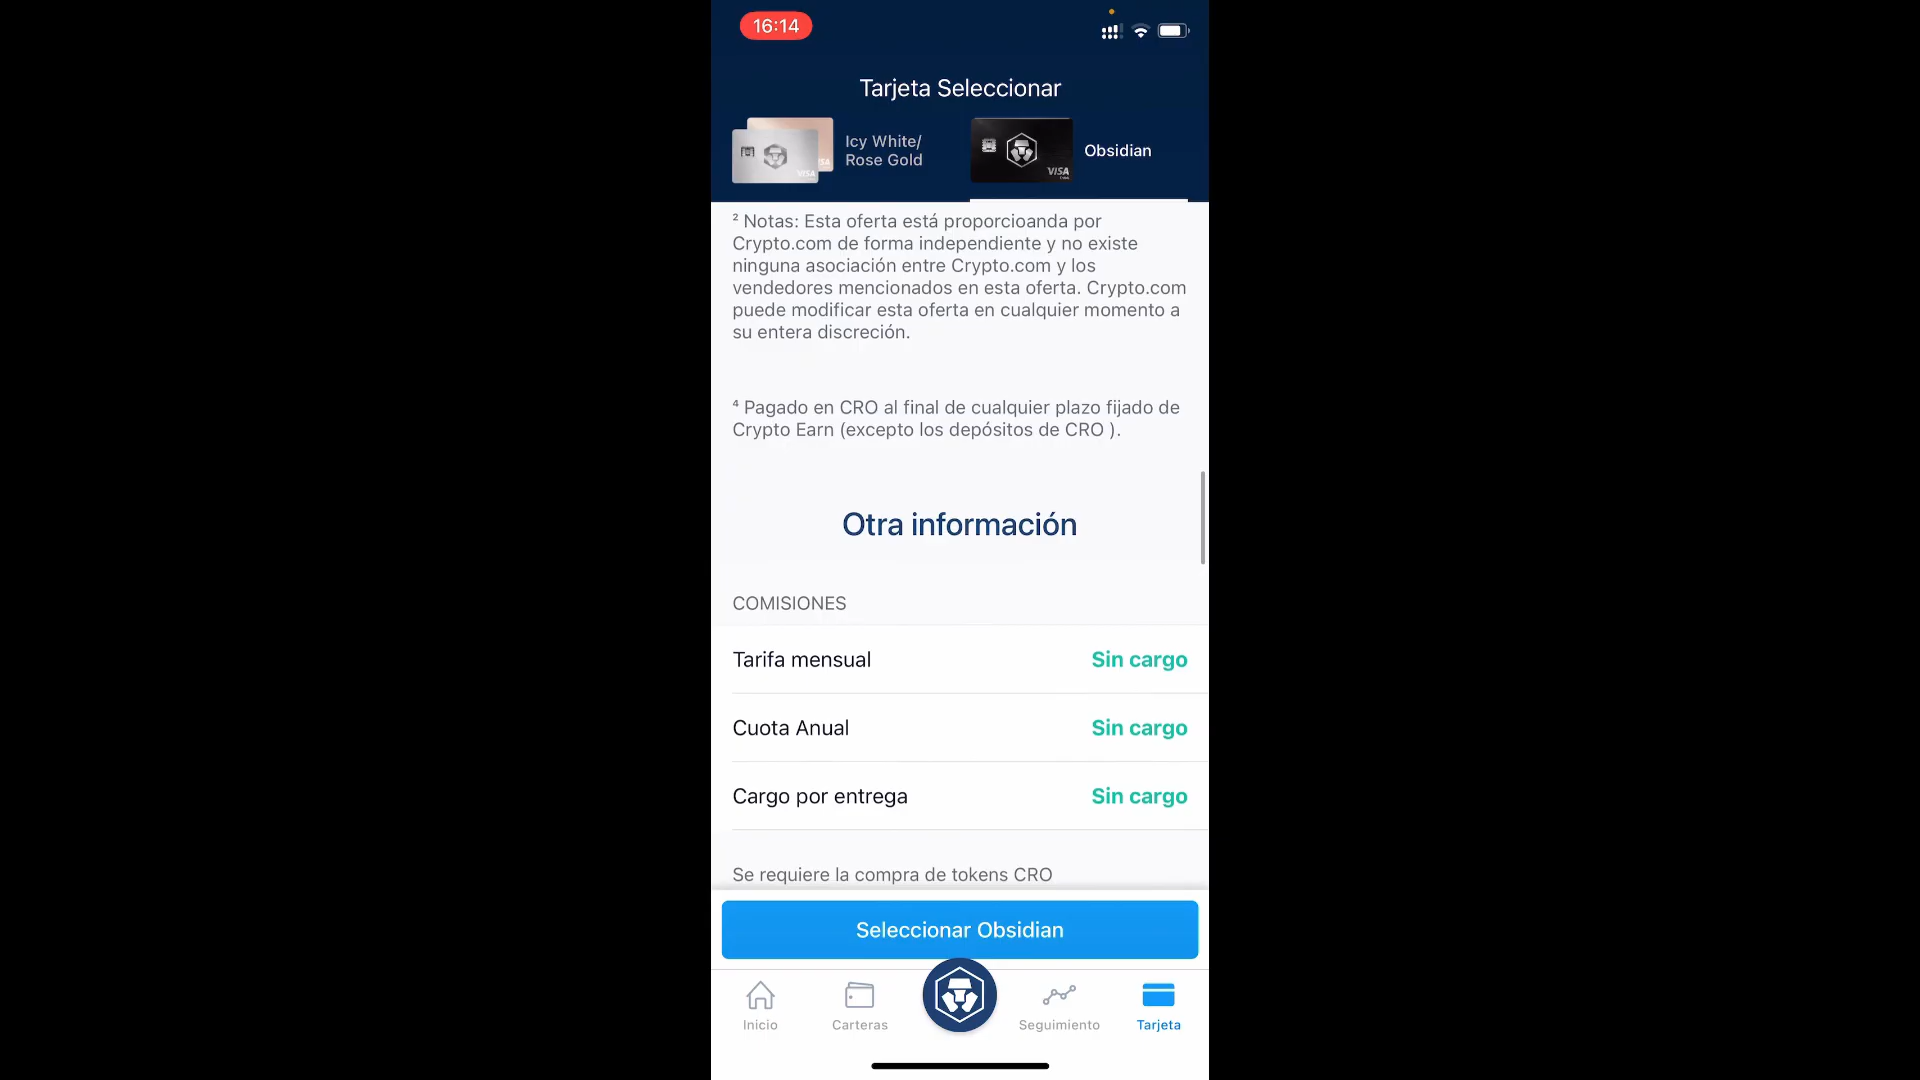 16:14
Tarjeta Seleccionar
Icy White/
Rose Gold
VISA
Obsidian
VISA
² Notas: Esta oferta está proporcioanda por
Crypto.com de forma independiente y no existe
ninguna asociación entre Crypto.com y los
vendedores mencionados en esta oferta. Crypto.com
puede modificar esta oferta en cualquier momento a
su entera discreción.
⁴ Pagado en CRO al final de cualquier plazo fijado de
Crypto Earn (excepto los depósitos de CRO ).
Otra información
COMISIONES
Tarifa mensual Sin cargo
Cuota Anual Sin cargo
Cargo por entrega Sin cargo
Se requiere la compra de tokens CRO
Seleccionar Obsidian
Inicio
Carteras
Seguimiento
Tarjeta